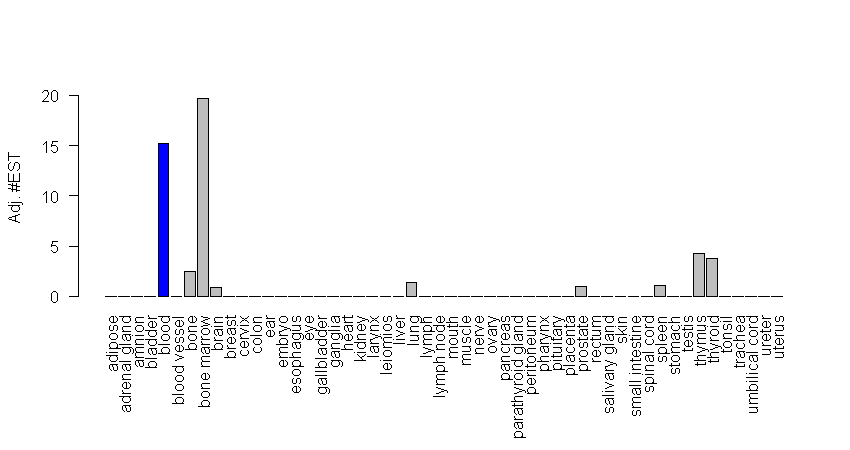 Adj. #EST
20
15
10
5
0
adipose
adrenal gland
amnion
bladder
blood
blood vessel
bone
bone marrow
brain
breast
cervix
colon
ear
embryo
esophagus
eye
gallbladder
ganglia
heart
kidney
larynx
leiomios
liver
lung
lymph
lymph node
mouth
muscle
nerve
ovary
pancreas
parathyroid gland
peritoneum
pharynx
pituitary
placenta
prostate
rectum
salivary gland
skin
small intestine
spinal cord
spleen
stomach
testis
thymus
thyroid
tonsil
trachea
umbilical cord
ureter
uterus